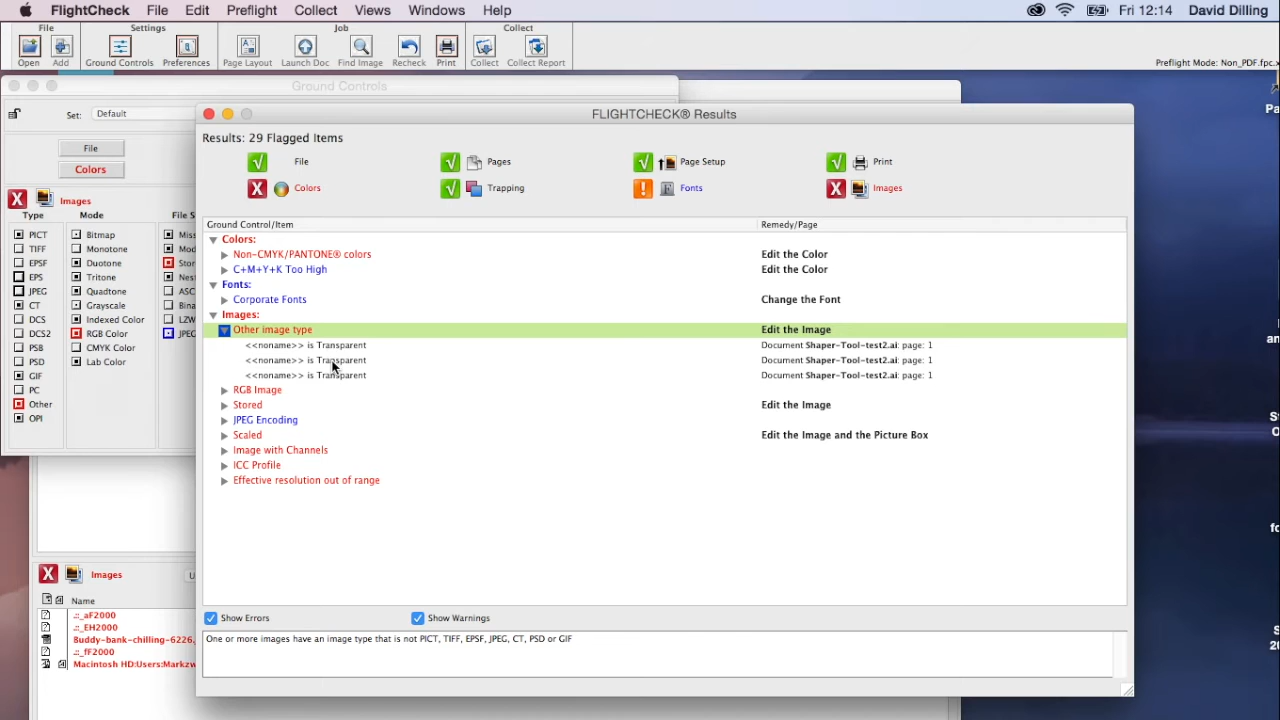 FlightCheck File Edit Preflight Collect Views Windows Help Fri 12:14 David Dilling
File Settings Job Collect
Open Add Ground Controls Preferences Page Layout Launch Doc Find Image Recheck Print Collect Collect Report Preflight Mode: Non_PDF.fpc.x
Ground Controls
Set: Default
File
Colors
Images
Type Mode File S
PICT Bitmap Miss
TIFF Monotone Mod
EPSF Duotone Stor
EPS Tritone Nest
JPEG Quadtone ASC
CT Grayscale Bina
DCS Indexed Color LZW
DCS2 RGB Color JPEG
PSB CMYK Color
PSD Lab Color
GIF
PC
Other
OPI
Images
Name
.::_aF2000
.::_EH2000
Buddy-bank-chilling-6226,
.::_fF2000
Macintosh HD:Users:Markzw
FLIGHTCHECK® Results
Results: 29 Flagged Items
File Pages Page Setup Print
Colors Trapping Fonts Images
Ground Control/Item Remedy/Page
Colors:
Non-CMYK/PANTONE® colors Edit the Color
C+M+Y+K Too High Edit the Color
Fonts:
Corporate Fonts Change the Font
Images:
Other image type Edit the Image
<<noname>> is Transparent Document Shaper-Tool-test2.ai: page: 1
<<noname>> is Transparent Document Shaper-Tool-test2.ai: page: 1
<<noname>> is Transparent Document Shaper-Tool-test2.ai: page: 1
RGB Image
Stored Edit the Image
JPEG Encoding
Scaled Edit the Image and the Picture Box
Image with Channels
ICC Profile
Effective resolution out of range
Show Errors Show Warnings
One or more images have an image type that is not PICT, TIFF, EPSF, JPEG, CT, PSD or GIF